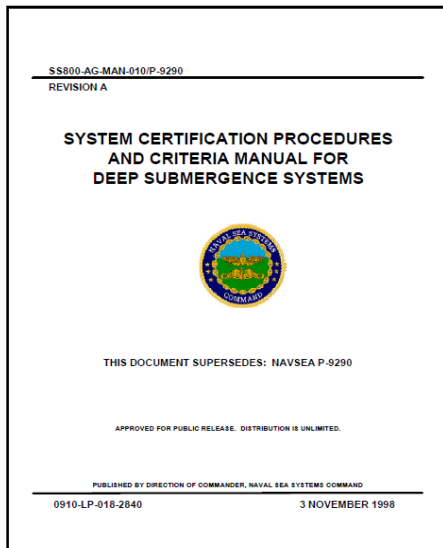 SS800-AG-MAN-010/P-9290
REVISION A
SYSTEM CERTIFICATION PROCEDURES
AND CRITERIA MANUAL FOR
DEEP SUBMERGENCE SYSTEMS
NAVAL SEA SYSTEMS
COMMAND
THIS DOCUMENT SUPERSEDES: NAVSEA P-9290
APPROVED FOR PUBLIC RELEASE. DISTRIBUTION IS UNLIMITED.
PUBLISHED BY DIRECTION OF COMMANDER, NAVAL SEA SYSTEMS COMMAND
0910-LP-018-2840 3 NOVEMBER 1998